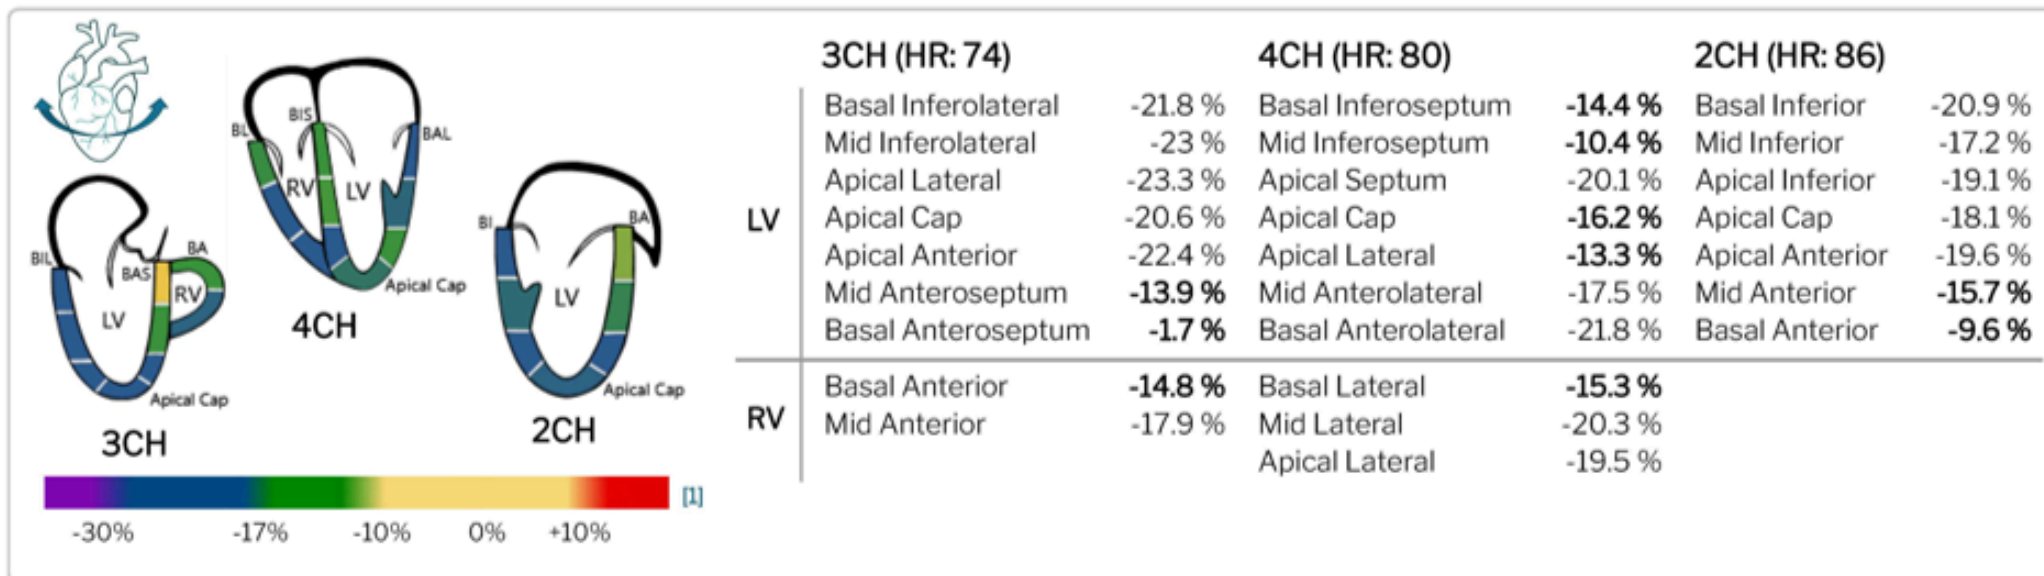 BIS
BL
BAL
RV
LV
Apical Cap
4CH
BIL
BA
BAS
RV
LV
Apical Cap
3CH
BI
BA
LV
Apical Cap
2CH
-30% -17% -10% 0% +10% [1]
3CH (HR: 74) 4CH (HR: 80) 2CH (HR: 86)
LV
Basal Inferolateral -21.8 % Basal Inferoseptum -14.4 % Basal Inferior -20.9 %
Mid Inferolateral -23 % Mid Inferoseptum -10.4 % Mid Inferior -17.2 %
Apical Lateral -23.3 % Apical Septum -20.1 % Apical Inferior -19.1 %
Apical Cap -20.6 % Apical Cap -16.2 % Apical Cap -18.1 %
Apical Anterior -22.4 % Apical Lateral -13.3 % Apical Anterior -19.6 %
Mid Anteroseptum -13.9 % Mid Anterolateral -17.5 % Mid Anterior -15.7 %
Basal Anteroseptum -1.7 % Basal Anterolateral -21.8 % Basal Anterior -9.6 %
RV
Basal Anterior -14.8 % Basal Lateral -15.3 %
Mid Anterior -17.9 % Mid Lateral -20.3 %
Apical Lateral -19.5 %